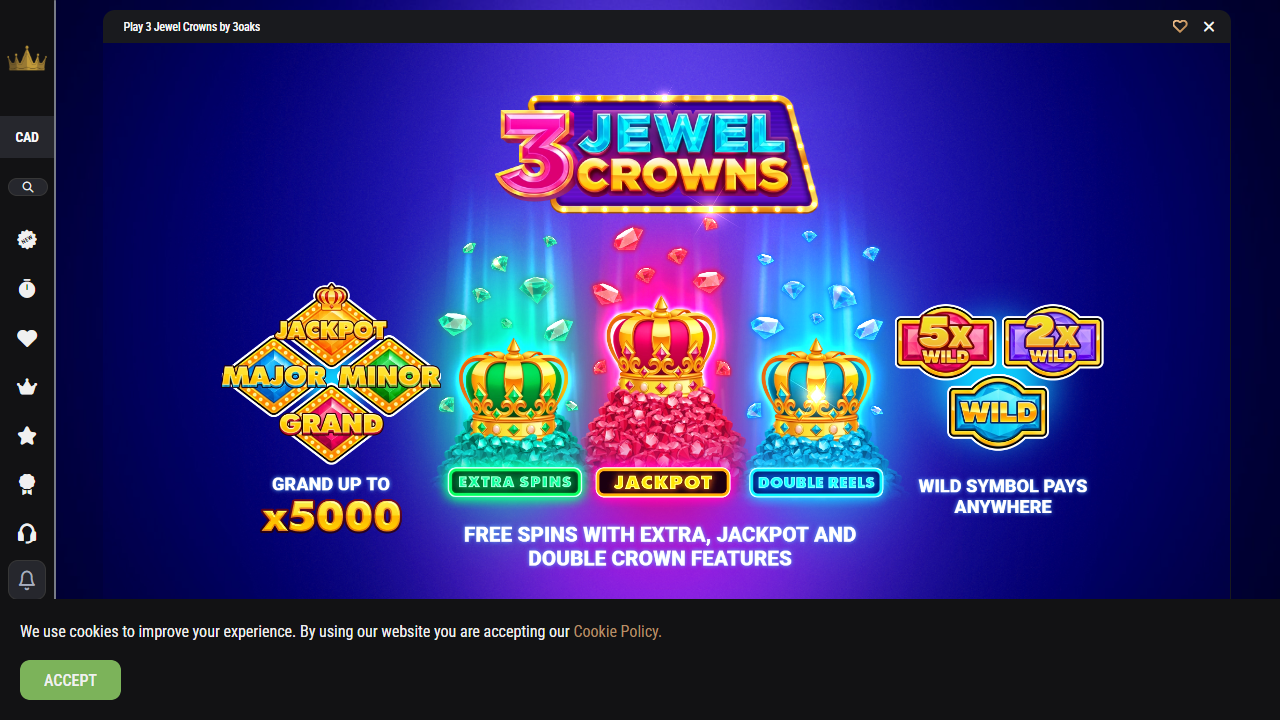 Play 3 Jewel Crowns by 3oaks
CAD
NEW
3 JEWEL
CROWNS
JACKPOT
MAJOR MINOR
GRAND
GRAND UP TO
x5000
EXTRA SPINS
JACKPOT
DOUBLE REELS
FREE SPINS WITH EXTRA, JACKPOT AND
DOUBLE CROWN FEATURES
5X
WILD
2X
WILD
WILD
WILD SYMBOL PAYS
ANYWHERE
We use cookies to improve your experience. By using our website you are accepting our Cookie Policy.
ACCEPT